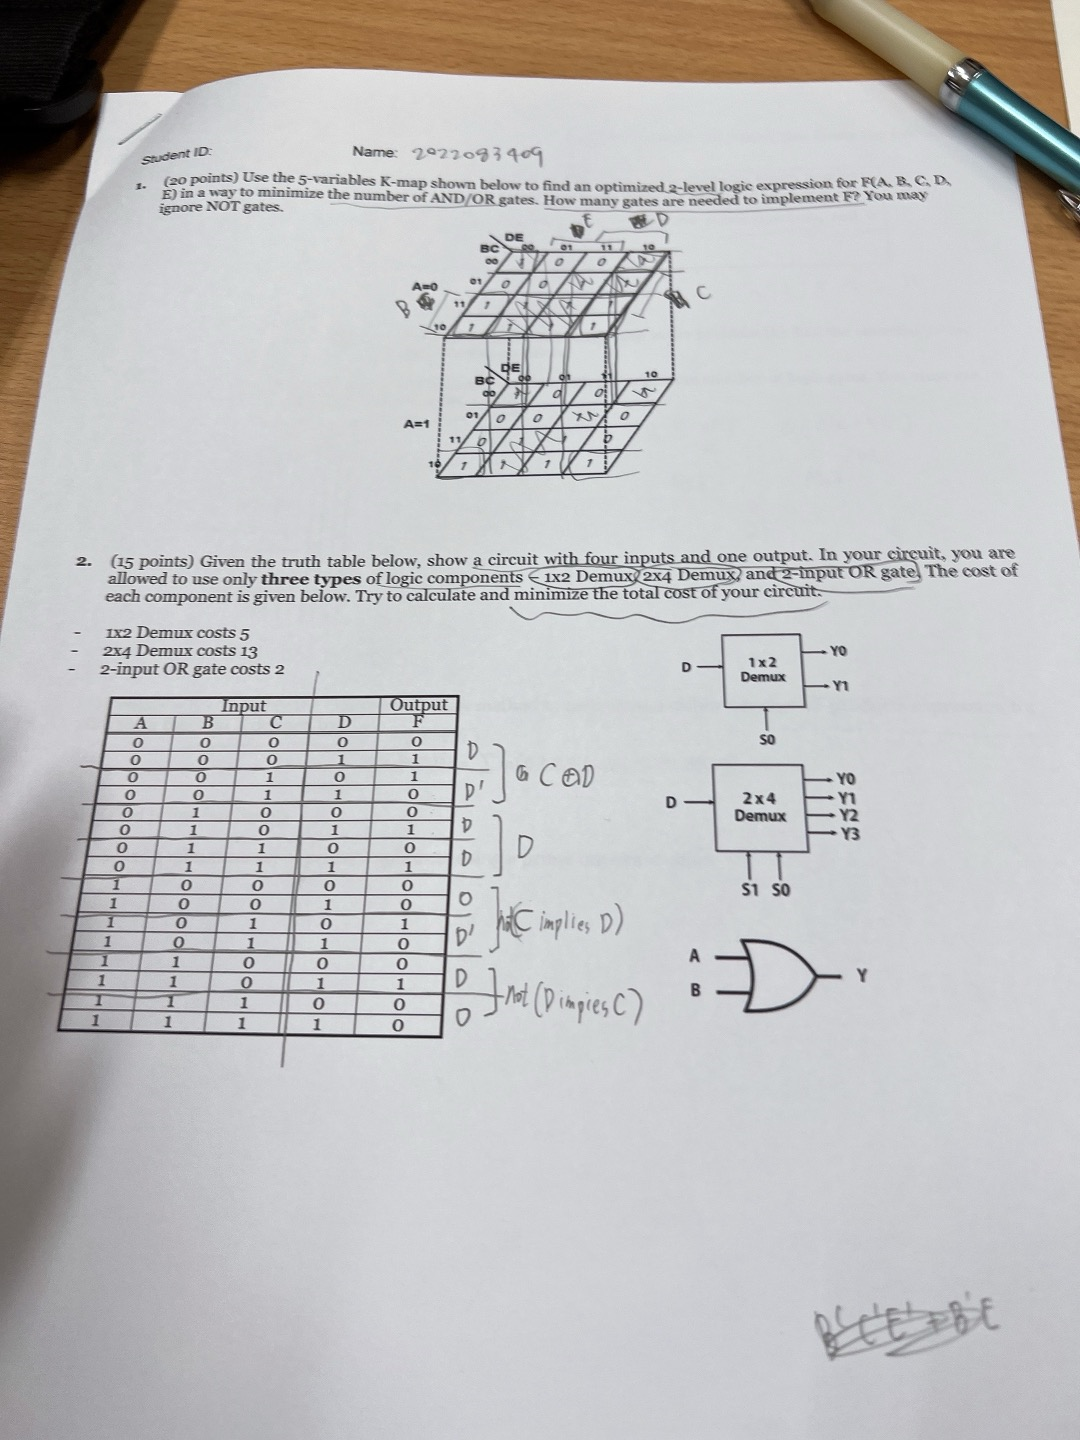 Student ID:
Name: 2022083409
1. (20 points) Use the 5-variables K-map shown below to find an optimized 2-level logic expression for F(A, B, C, D,
E) in a way to minimize the number of AND/OR gates. How many gates are needed to implement F? You may
ignore NOT gates.
E D
DE
BC 00 01 11 10
00 0 0
A=0 01 0 0
B 11 1 1 C
10 1 1 1
DE
BC 00 01 11 10
00 0 0
A=1 01 0 0 0
11 0 1 0
10 1 1 1 1
2. (15 points) Given the truth table below, show a circuit with four inputs and one output. In your circuit, you are
allowed to use only three types of logic components – 1x2 Demux, 2x4 Demux, and 2-input OR gate. The cost of
each component is given below. Try to calculate and minimize the total cost of your circuit.
- 1x2 Demux costs 5
- 2x4 Demux costs 13
- 2-input OR gate costs 2
Input Output
A B C D F
0 0 0 0 0
0 0 0 1 1 D
0 0 1 0 1
0 0 1 1 0 D'
C⊕D
0 1 0 0 0
0 1 0 1 1 D
0 1 1 0 0
0 1 1 1 1 D
D
1 0 0 0 0
1 0 0 1 0 0
1 0 1 0 1
1 0 1 1 0 D'
not(C implies D)
1 1 0 0 0
1 1 0 1 1 D
1 1 1 0 0
1 1 1 1 0 0
not (D impies C)
D 1x2 Demux Y0 Y1
S0
D 2x4 Demux Y0 Y1 Y2 Y3
S1 S0
A
B
Y